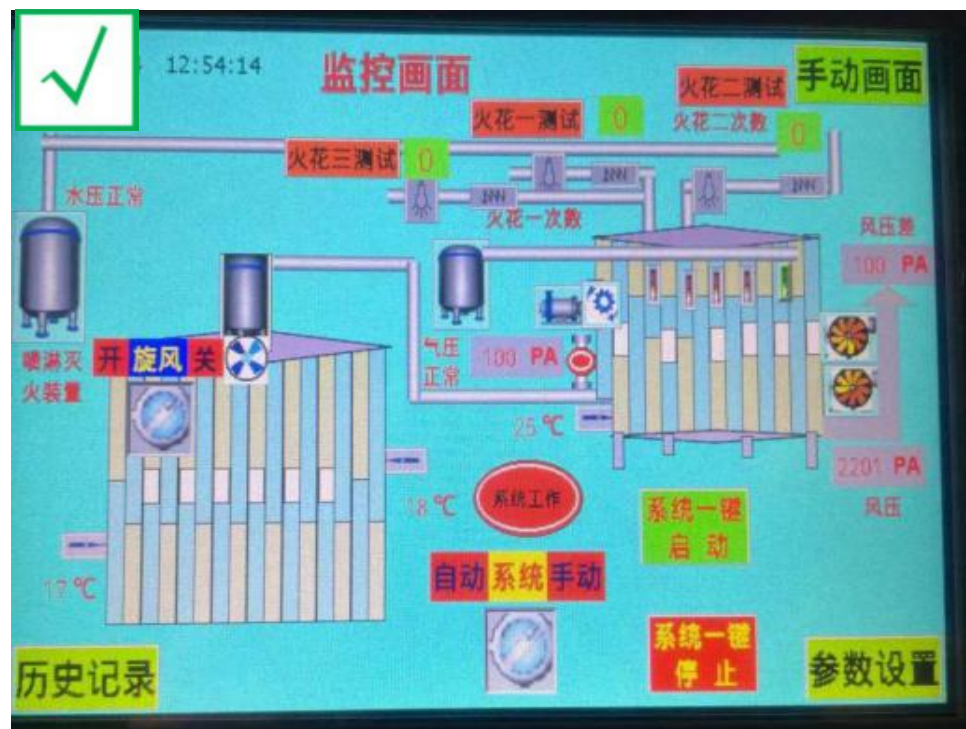 12:54:14
监控画面
火花二测试
手动画面
火花一测试
0
火花二次数
0
火花三测试
0
水压正常
火花一次数
风压差
100 PA
喷淋灭
火装置
开 旋风 关
气压
正常
100 PA
25 ℃
2201 PA
风压
18 ℃
系统工作
系统一键
启 动
17 ℃
自动 系统 手动
系统一键
停 止
历史记录
参数设置